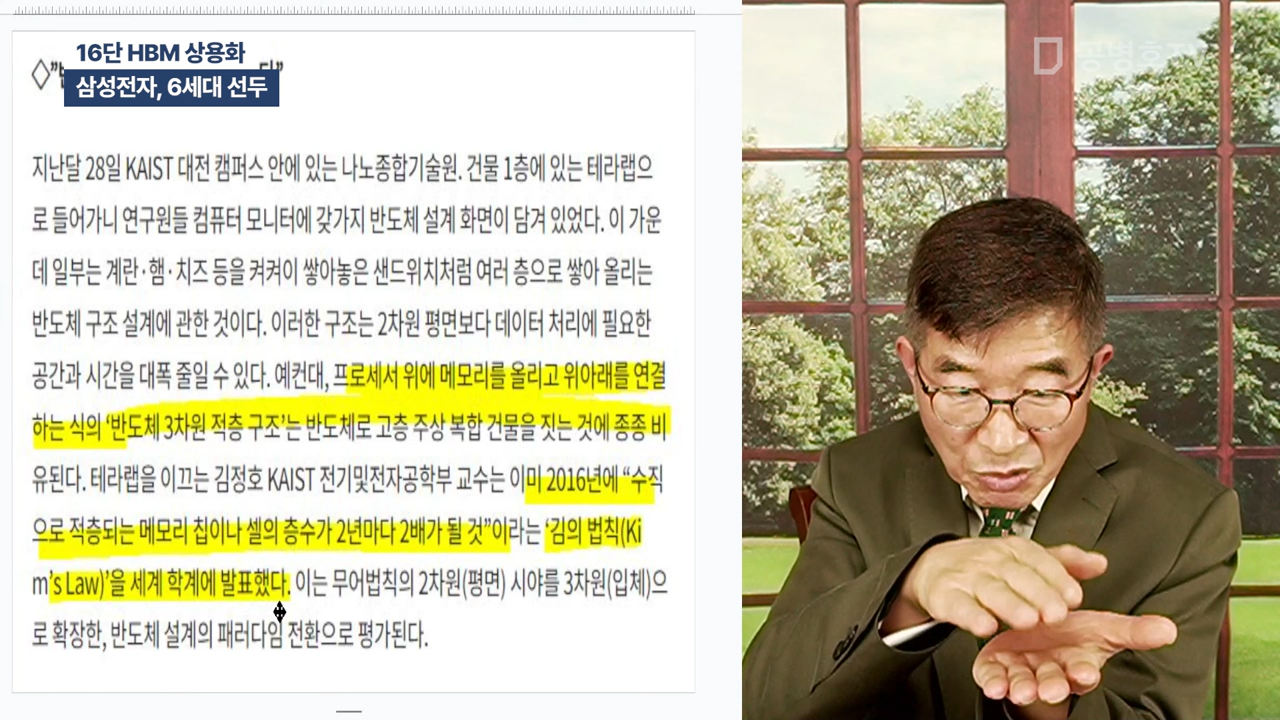 16단 HBM 상용화
삼성전자, 6세대 선두
지난달 28일 KAIST 대전 캠퍼스 안에 있는 나노종합기술원. 건물 1층에 있는 테라랩으
로 들어가니 연구원들 컴퓨터 모니터에 갖가지 반도체 설계 화면이 담겨 있었다. 이 가운
데 일부는 계란·햄·치즈 등을 켜켜이 쌓아놓은 샌드위치처럼 여러 층으로 쌓아 올리는
반도체 구조 설계에 관한 것이다. 이러한 구조는 2차원 평면보다 데이터 처리에 필요한
공간과 시간을 대폭 줄일 수 있다. 예컨대, 프로세서 위에 메모리를 올리고 위아래를 연결
하는 식의 ‘반도체 3차원 적층 구조’는 반도체로 고층 주상 복합 건물을 짓는 것에 종종 비
유된다. 테라랩을 이끄는 김정호 KAIST 전기및전자공학부 교수는 이미 2016년에 “수직
으로 적층되는 메모리 칩이나 셀의 층수가 2년마다 2배가 될 것”이라는 ‘김의 법칙(Ki
m’s Law)’을 세계 학계에 발표했다. 이는 무어법칙의 2차원(평면) 시야를 3차원(입체)으
로 확장한, 반도체 설계의 패러다임 전환으로 평가된다.
공병호TV